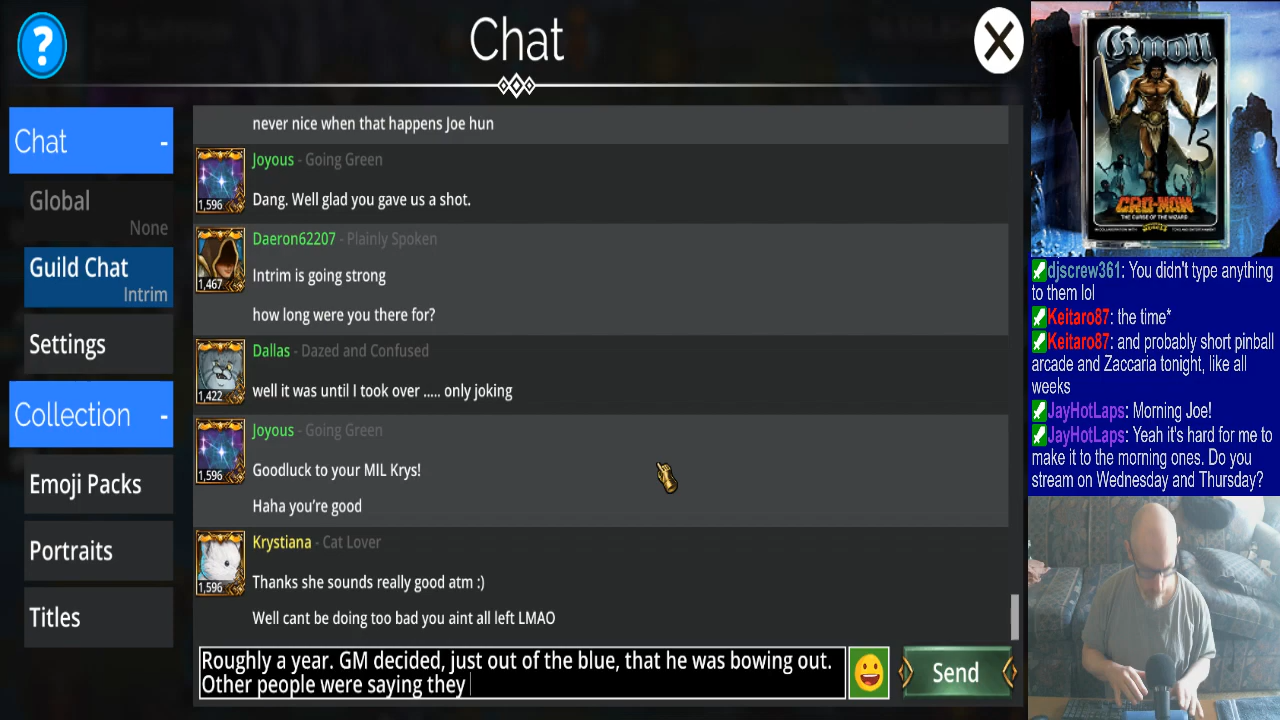 ?
Chat
X
Chat -
Global
None
Guild Chat
Intrim
Settings
Collection -
Emoji Packs
Portraits
Titles
never nice when that happens Joe hun
Joyous - Going Green
1,596
Dang. Well glad you gave us a shot.
Daeron62207 - Plainly Spoken
1,467
Intrim is going strong
how long were you there for?
Dallas - Dazed and Confused
1,422
well it was until I took over ..... only joking
Joyous - Going Green
1,596
Goodluck to your MIL Krys!
Haha you're good
Krystiana - Cat Lover
1,596
Thanks she sounds really good atm :)
Well cant be doing too bad you aint all left LMAO
Roughly a year. GM decided, just out of the blue, that he was bowing out.
Other people were saying they
Send
Gnoll
CRO-MAN
THE CURSE OF THE WIZARD
djscrew361: You didn't type anything
to them lol
Keitaro87: the time*
Keitaro87: and probably short pinball
arcade and Zaccaria tonight, like all
weeks
JayHotLaps: Morning Joe!
JayHotLaps: Yeah it's hard for me to
make it to the morning ones. Do you
stream on Wednesday and Thursday?